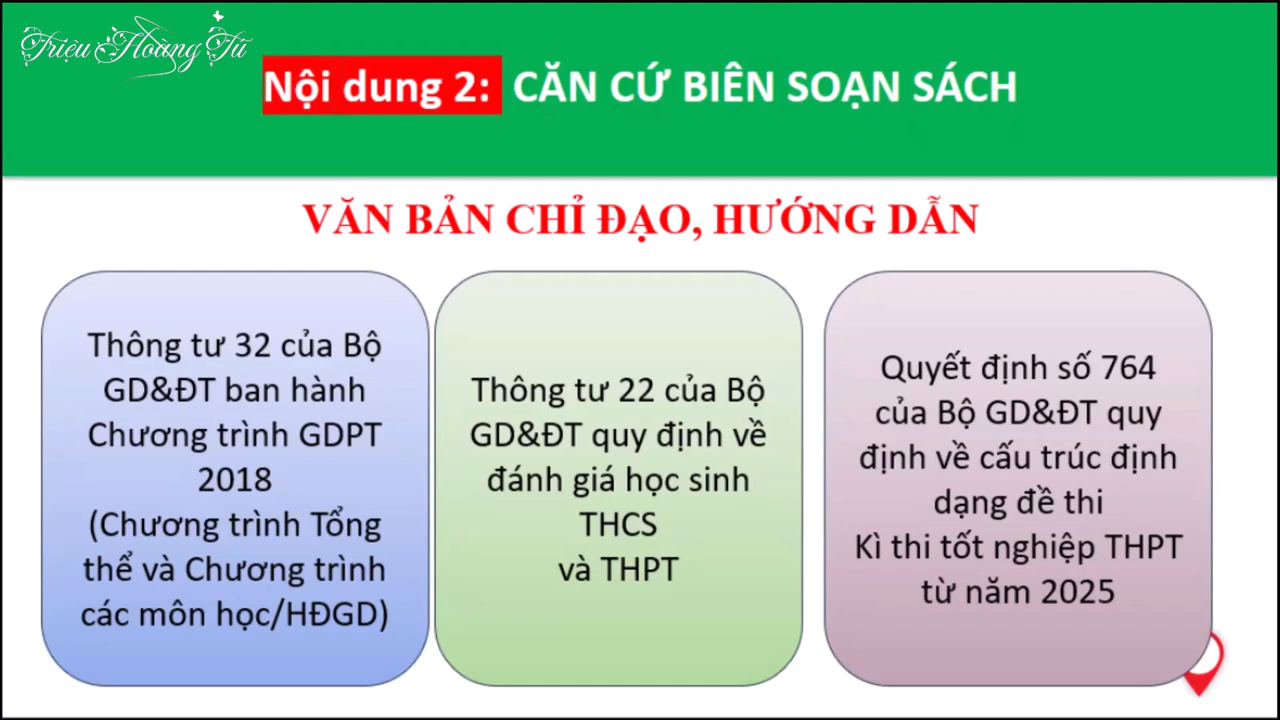 Triệu Hoàng Tú
Nội dung 2: CĂN CỨ BIÊN SOẠN SÁCH
VĂN BẢN CHỈ ĐẠO, HƯỚNG DẪN
Thông tư 32 của Bộ
GD&ĐT ban hành
Chương trình GDPT
2018
(Chương trình Tổng
thể và Chương trình
các môn học/HĐGD)
Thông tư 22 của Bộ
GD&ĐT quy định về
đánh giá học sinh
THCS
và THPT
Quyết định số 764
của Bộ GD&ĐT quy
định về cấu trúc định
dạng đề thi
Kì thi tốt nghiệp THPT
từ năm 2025